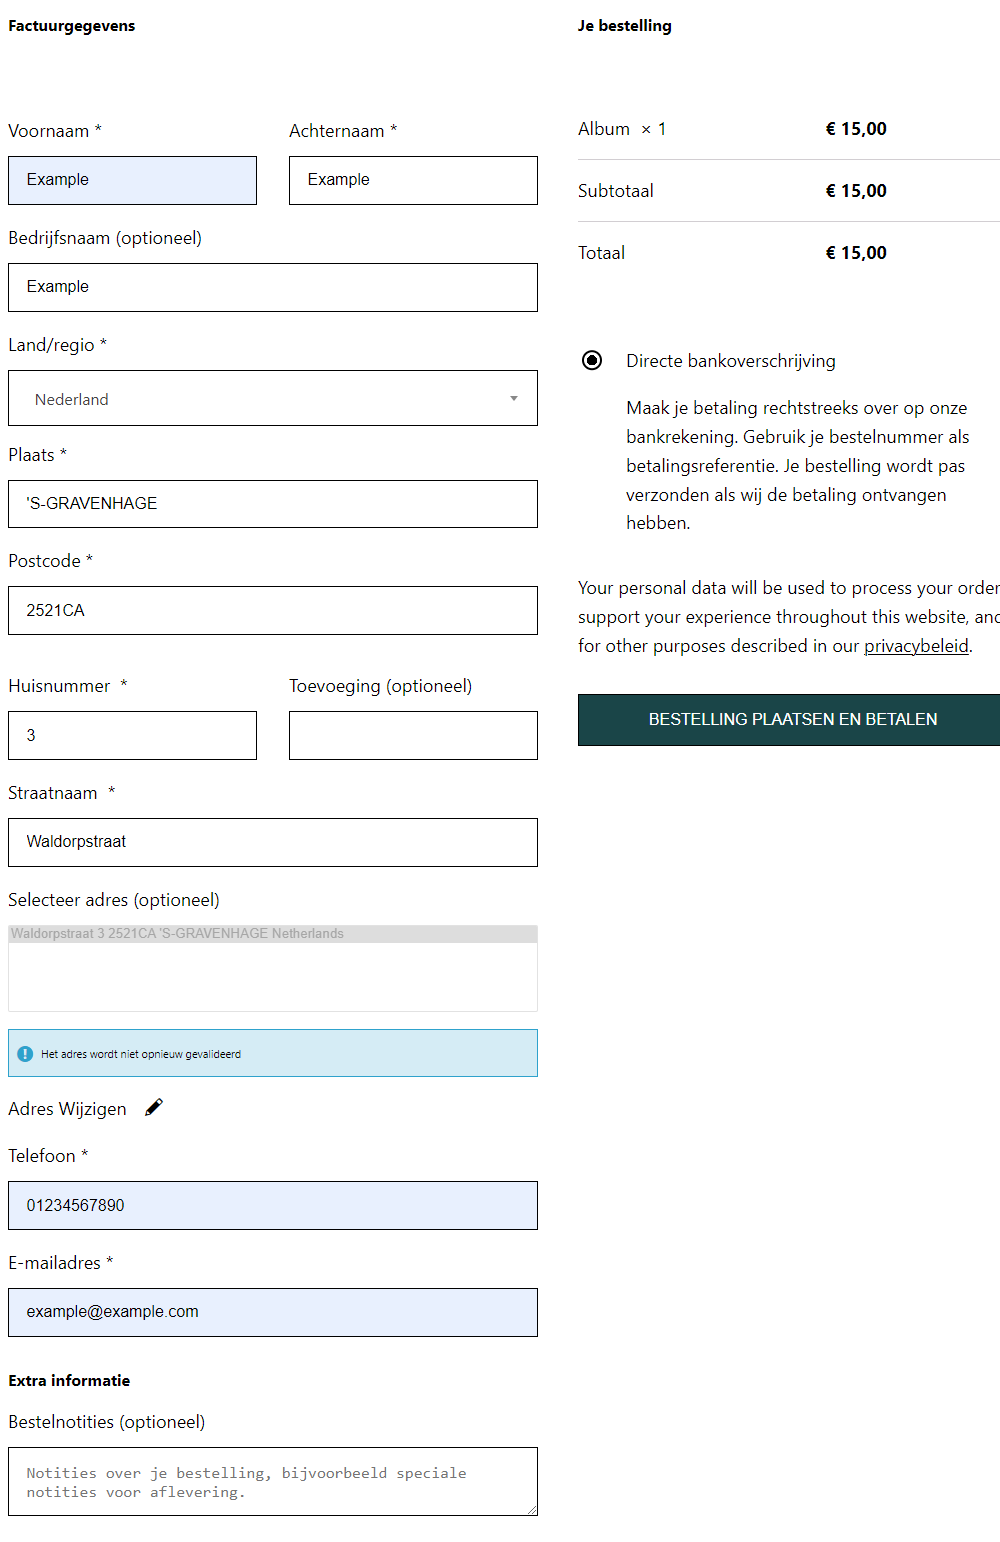 Factuurgegevens
Voornaam *
Achternaam *
Example
Example
Bedrijfsnaam (optioneel)
Example
Land/regio *
Nederland
Plaats *
'S-GRAVENHAGE
Postcode *
2521CA
Huisnummer *
Toevoeging (optioneel)
3
Straatnaam *
Waldorpstraat
Selecteer adres (optioneel)
Waldorpstraat 3 2521CA 'S-GRAVENHAGE Netherlands
Het adres wordt niet opnieuw gevalideerd
Adres Wijzigen
Telefoon *
01234567890
E-mailadres *
example@example.com
Extra informatie
Bestelnotities (optioneel)
Notities over je bestelling, bijvoorbeeld speciale
notities voor aflevering.
Je bestelling
Album × 1 € 15,00
Subtotaal € 15,00
Totaal € 15,00
Directe bankoverschrijving
Maak je betaling rechtstreeks over op onze
bankrekening. Gebruik je bestelnummer als
betalingsreferentie. Je bestelling wordt pas
verzonden als wij de betaling ontvangen
hebben.
Your personal data will be used to process your order
support your experience throughout this website, and
for other purposes described in our privacybeleid.
BESTELLING PLAATSEN EN BETALEN